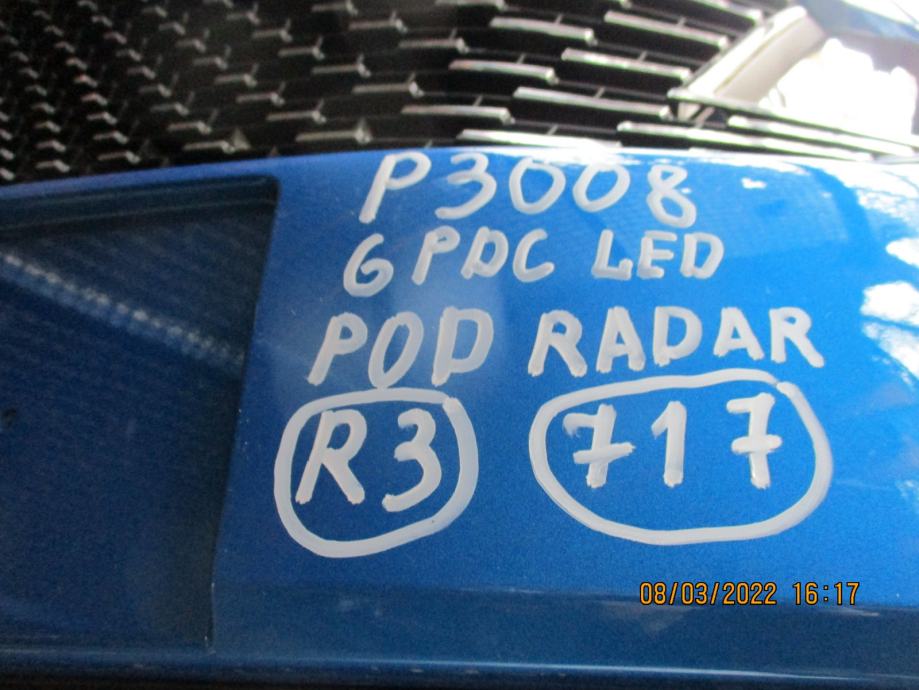 P3008
6 PDC LED
POD RADAR
R3 717
08/03/2022 16:17